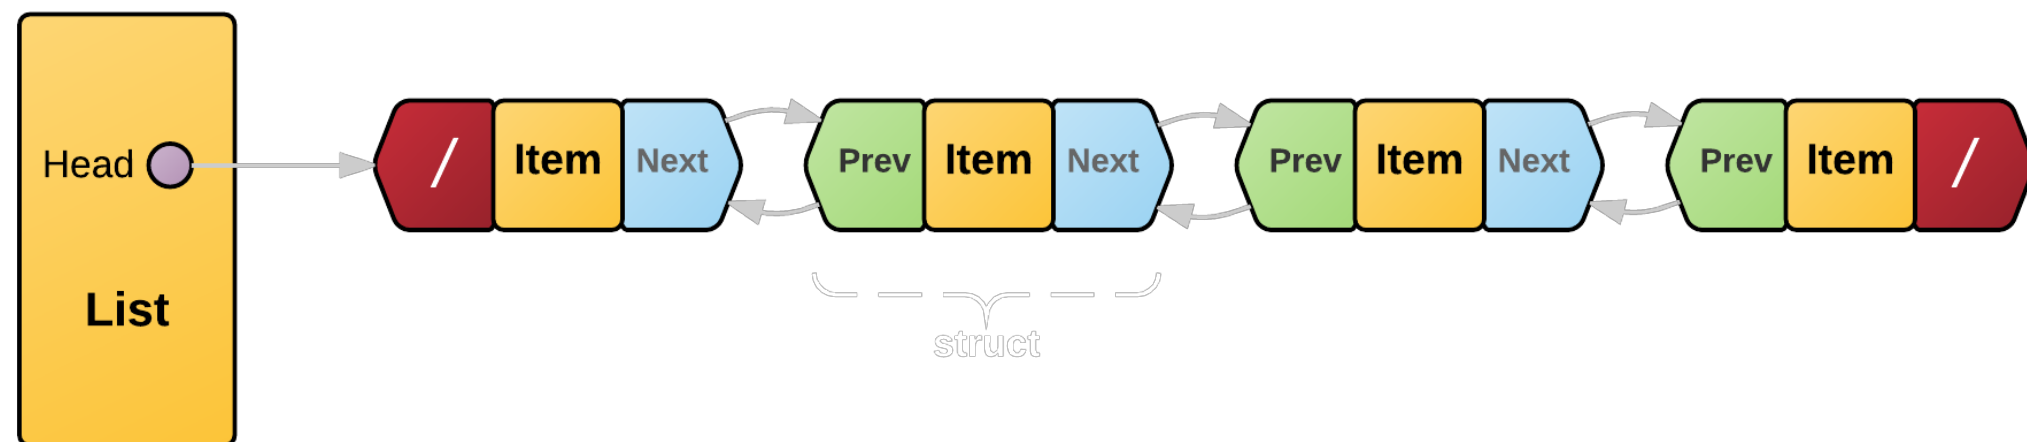 Head
List
/ Item Next
Prev Item Next
Prev Item Next
Prev Item /
struct